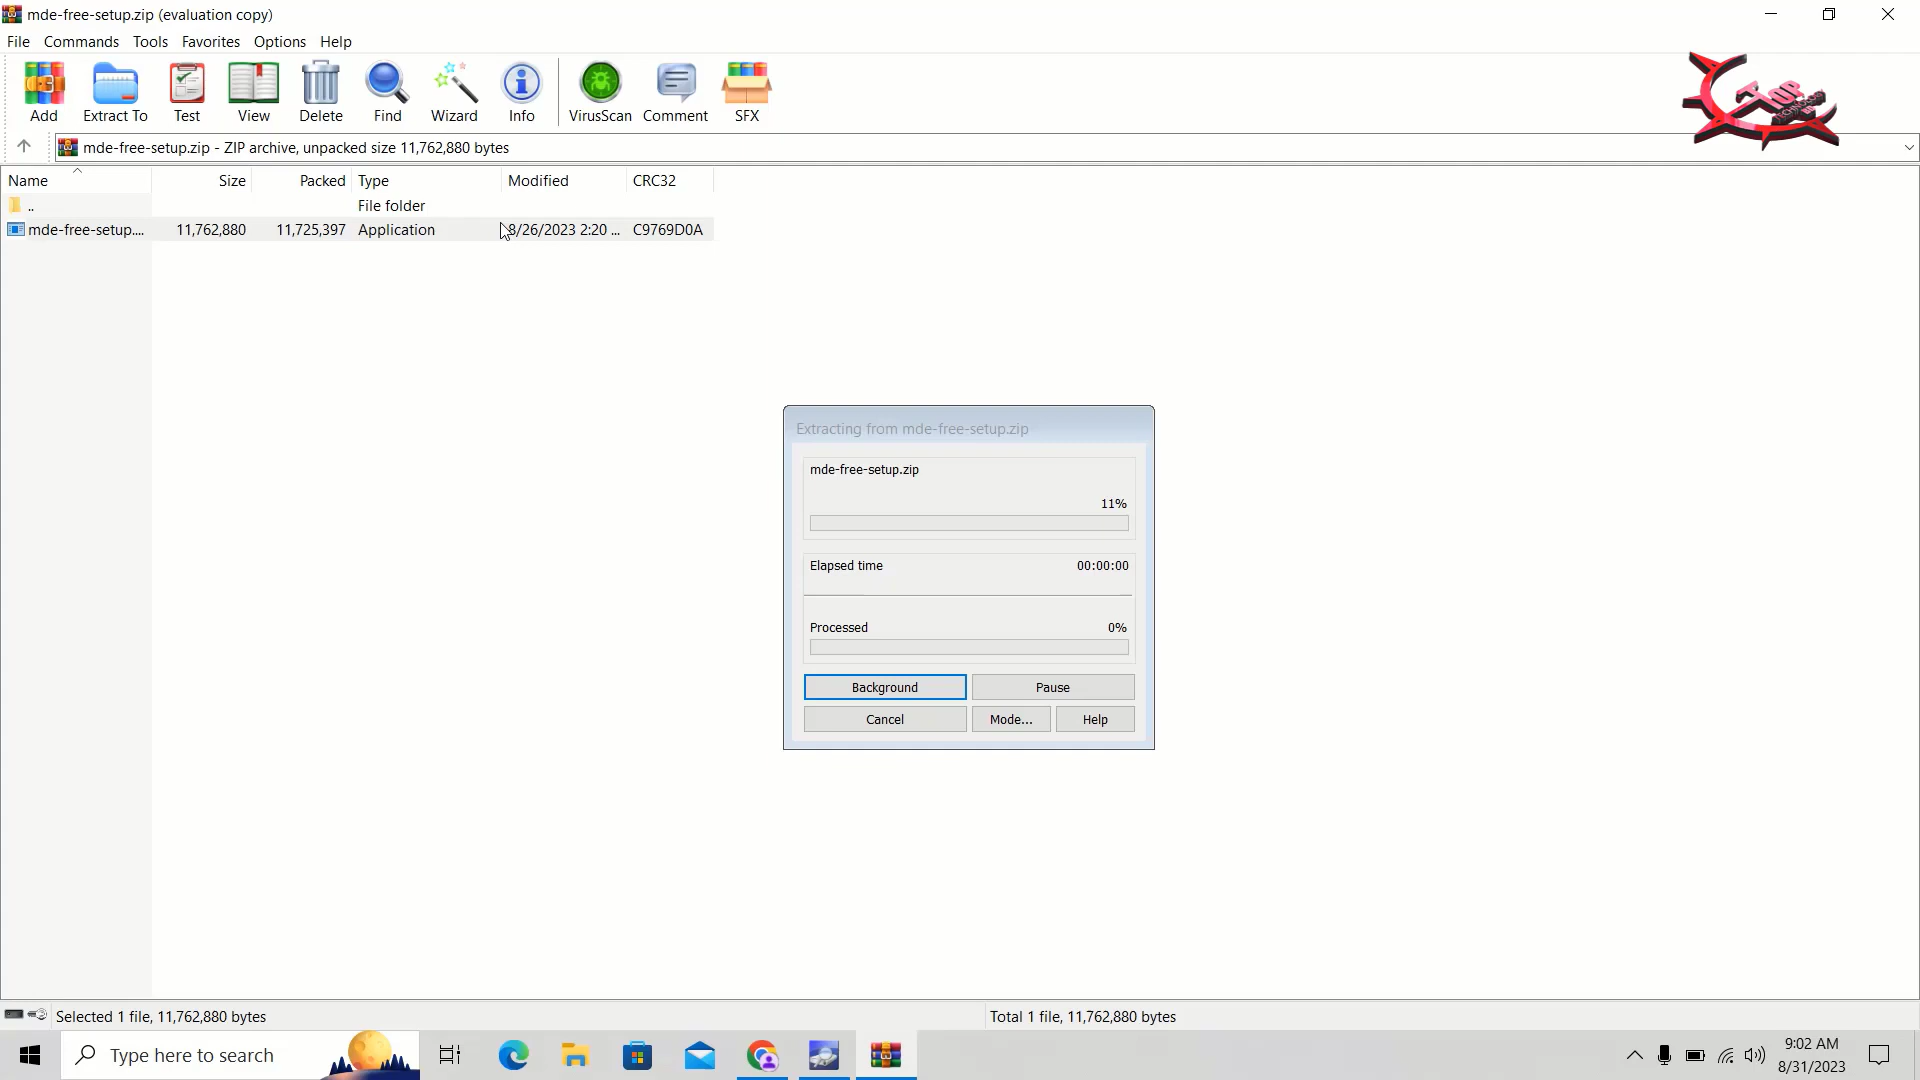 mde-free-setup.zip (evaluation copy)
File Commands Tools Favorites Options Help
Add Extract To Test View Delete Find Wizard Info VirusScan Comment SFX
TOP
mde-free-setup.zip - ZIP archive, unpacked size 11,762,880 bytes
Name Size Packed Type Modified CRC32
.. File folder
mde-free-setup.... 11,762,880 11,725,397 Application 8/26/2023 2:20 ... C9769D0A
Extracting from mde-free-setup.zip
mde-free-setup.zip
11%
Elapsed time 00:00:00
Processed 0%
Background Pause
Cancel Mode... Help
Selected 1 file, 11,762,880 bytes Total 1 file, 11,762,880 bytes
Type here to search
9:02 AM
8/31/2023